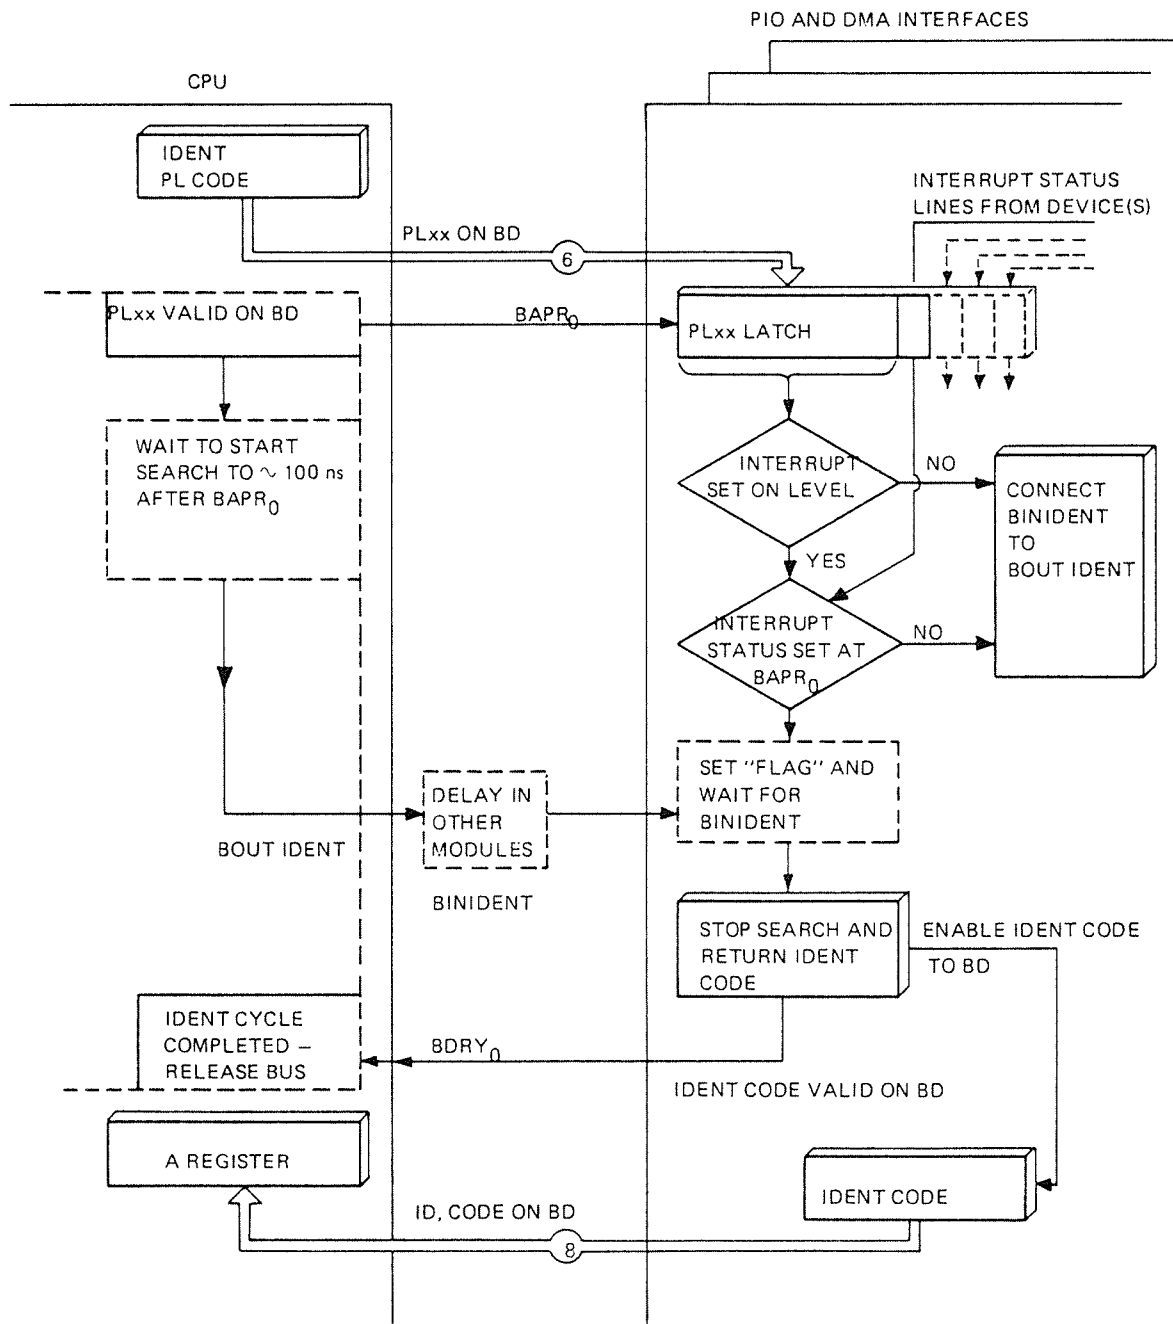 PIO AND DMA INTERFACES
CPU
IDENT
PL CODE
INTERRUPT STATUS
LINES FROM DEVICE(S)
PLxx ON BD
6
PLxx VALID ON BD
BAPR0
PLxx LATCH
WAIT TO START
SEARCH TO ~ 100 ns
AFTER BAPR0
INTERRUPT
SET ON LEVEL
NO
CONNECT
BINIDENT
TO
BOUT IDENT
YES
INTERRUPT
STATUS SET AT
BAPR0
NO
SET "FLAG" AND
WAIT FOR
BINIDENT
DELAY IN
OTHER
MODULES
BOUT IDENT
BINIDENT
STOP SEARCH AND
RETURN IDENT
CODE
ENABLE IDENT CODE
TO BD
IDENT CYCLE
COMPLETED –
RELEASE BUS
BDRY0
IDENT CODE VALID ON BD
A REGISTER
IDENT CODE
ID, CODE ON BD
8